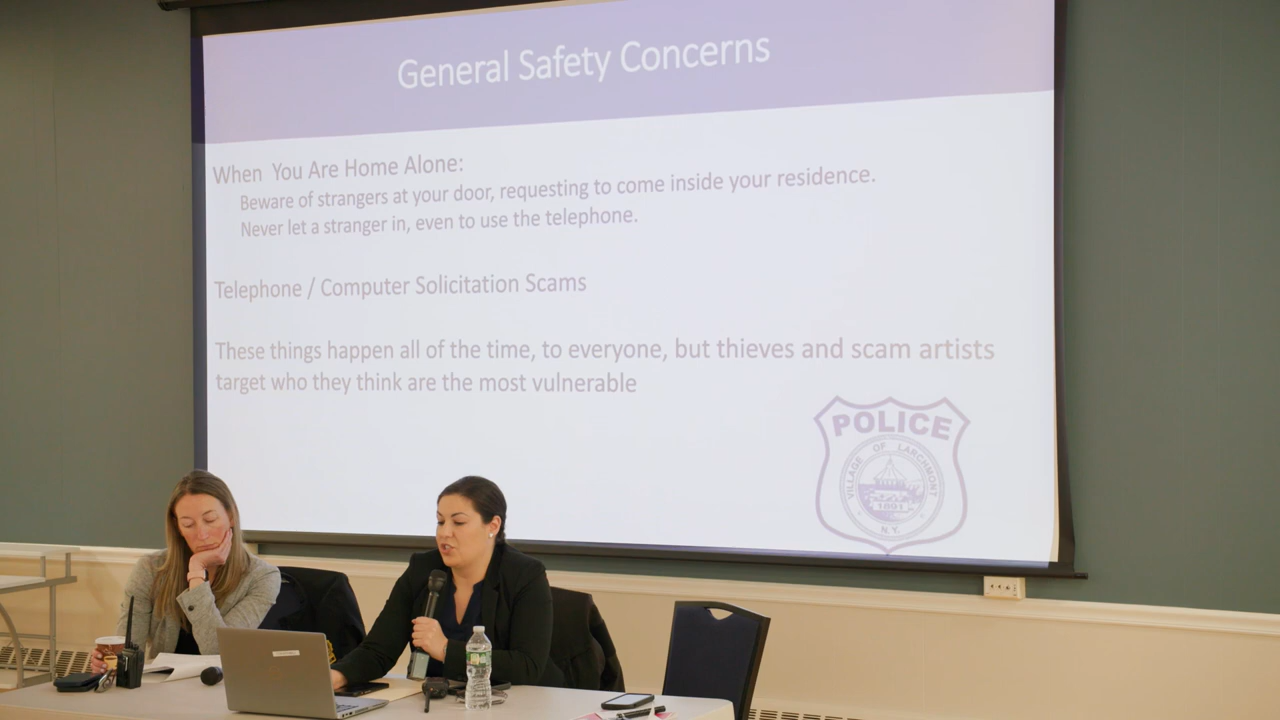 General Safety Concerns
When You Are Home Alone:
Beware of strangers at your door, requesting to come inside your residence.
Never let a stranger in, even to use the telephone.
Telephone / Computer Solicitation Scams
These things happen all of the time, to everyone, but thieves and scam artists
target who they think are the most vulnerable
POLICE
VILLAGE OF LARCHMONT
1891
N.Y.